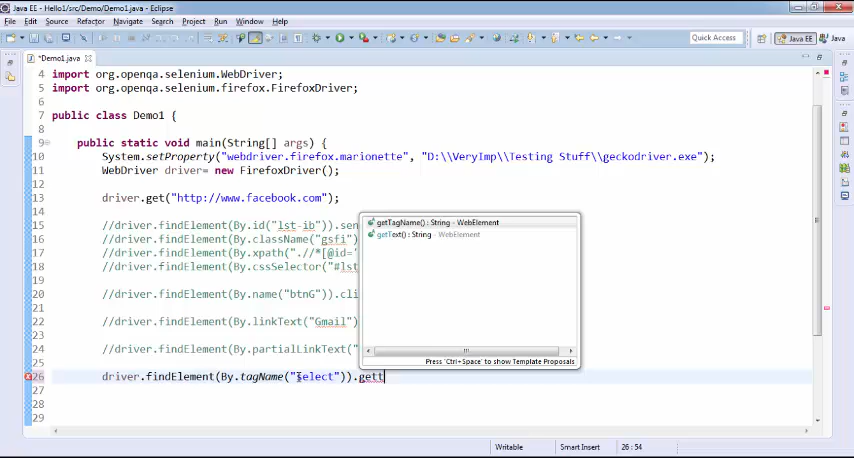 Java EE - Hello1/src/Demo/Demo1.java - Eclipse
File Edit Source Refactor Navigate Search Project Run Window Help
Quick Access Java EE Java
*Demo1.java
4 import org.openqa.selenium.WebDriver;
5 import org.openqa.selenium.firefox.FirefoxDriver;
6
7 public class Demo1 {
8
9 public static void main(String[] args) {
10 System.setProperty("webdriver.firefox.marionette", "D:\\VeryImp\\Testing Stuff\\geckodriver.exe");
11 WebDriver driver= new FirefoxDriver();
12
13 driver.get("http://www.facebook.com");
14
15 //driver.findElement(By.id("lst-ib")).sen
16 //driver.findElement(By.className("gsfi")
17 //driver.findElement(By.xpath(".//*[@id='
18 //driver.findElement(By.cssSelector("#lst
19
20 //driver.findElement(By.name("btnG")).cli
21
22 //driver.findElement(By.linkText("Gmail")
23
24 //driver.findElement(By.partialLinkText("
25
26 driver.findElement(By.tagName("select")).gett
27
28
29
getTagName() : String - WebElement
getText() : String - WebElement
Press 'Ctrl+Space' to show Template Proposals
Writable Smart Insert 26 : 54